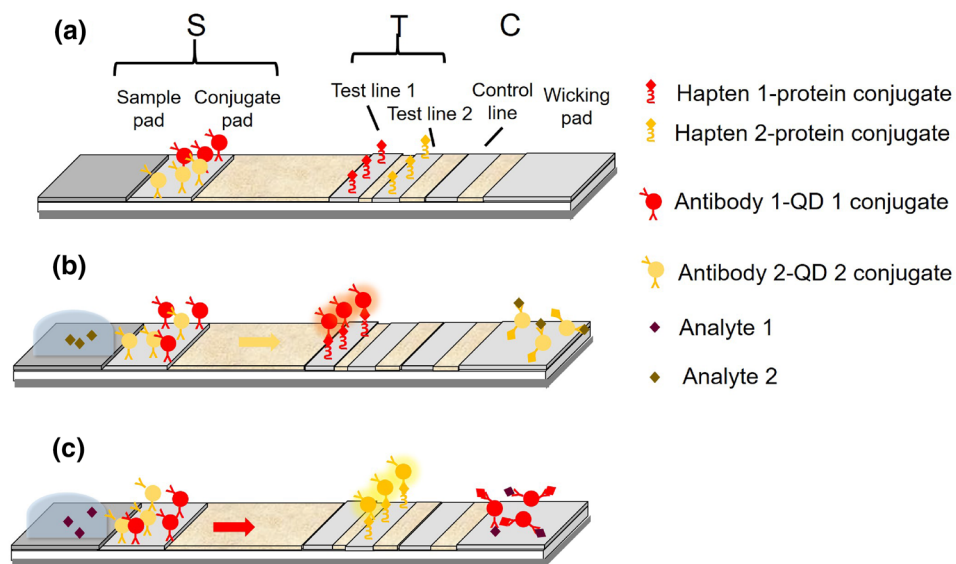 (a)
S
T
C
Sample
pad
Conjugate
pad
Test line 1
Test line 2
Control
line
Wicking
pad
Hapten 1-protein conjugate
Hapten 2-protein conjugate
Antibody 1-QD 1 conjugate
Antibody 2-QD 2 conjugate
Analyte 1
Analyte 2
(b)
(c)